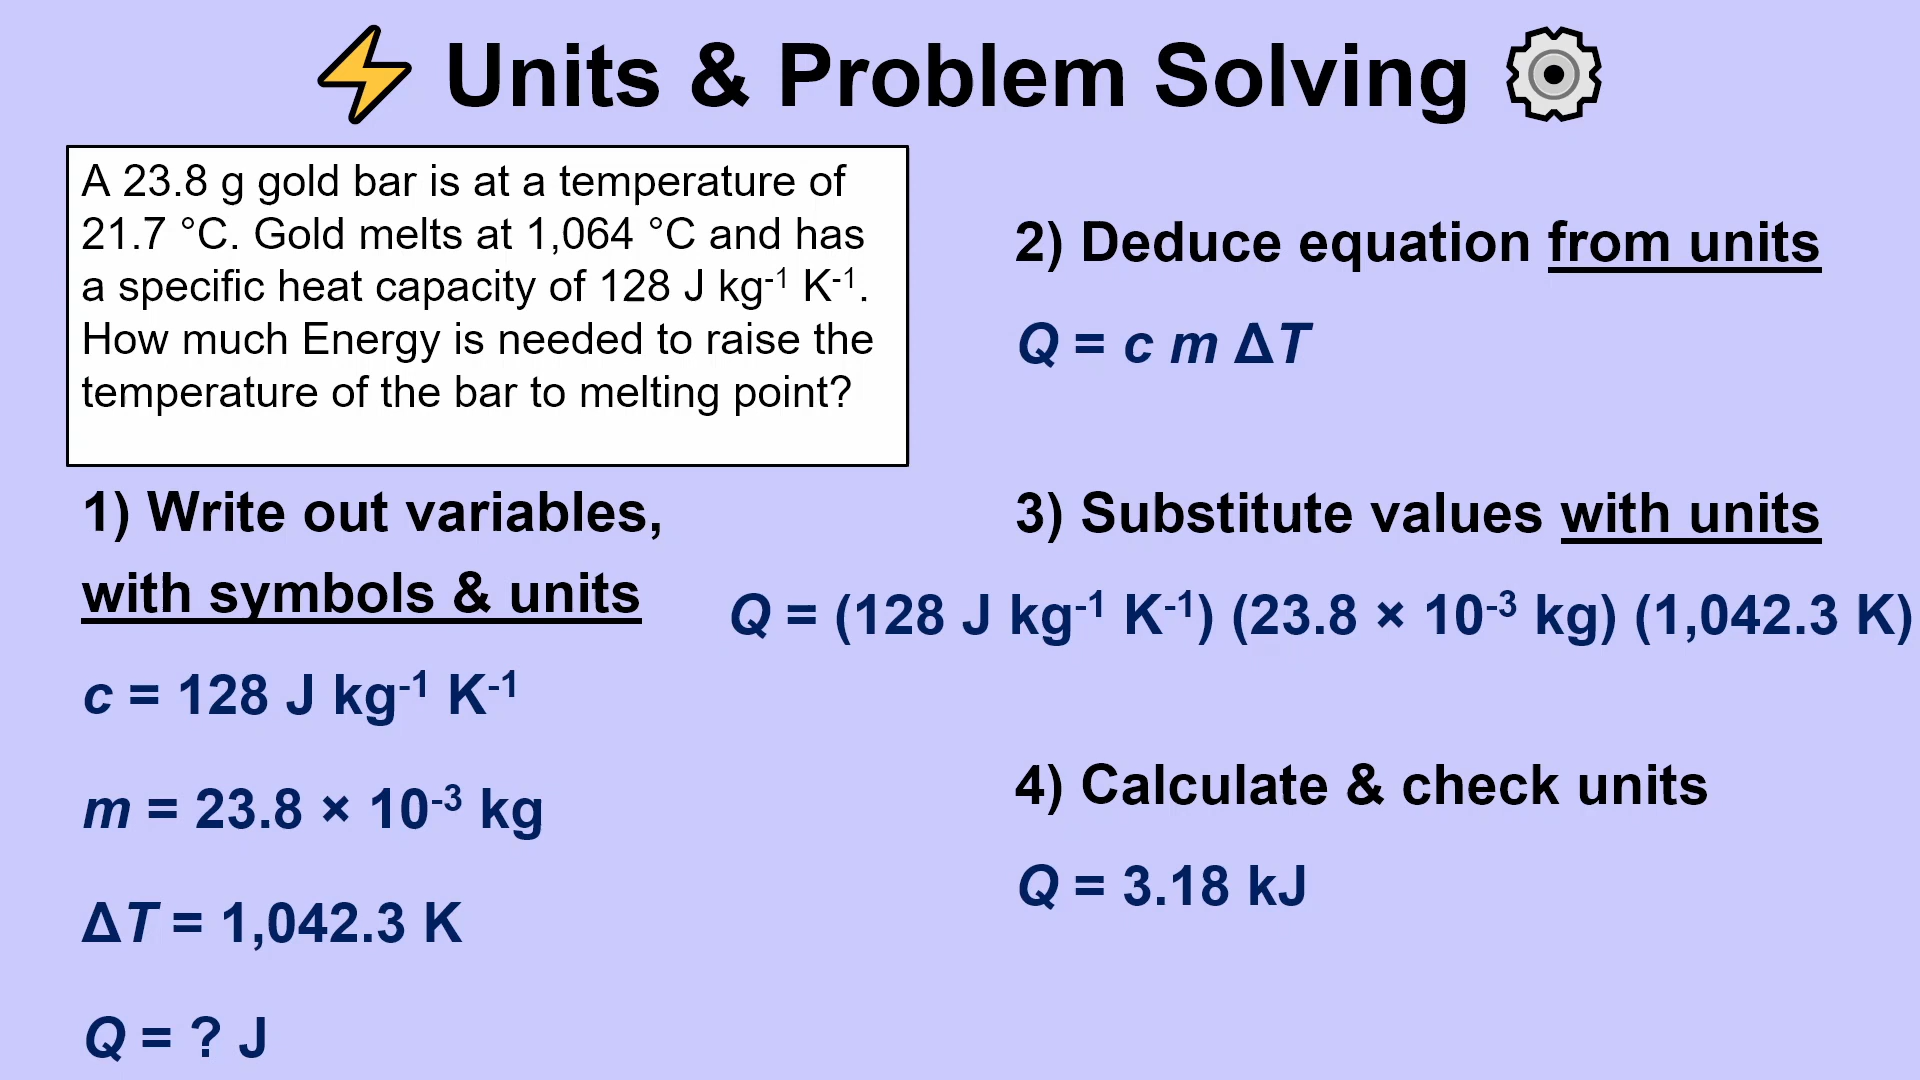 ⚡ Units & Problem Solving ⚙
A 23.8 g gold bar is at a temperature of
21.7 °C. Gold melts at 1,064 °C and has
a specific heat capacity of 128 J kg⁻¹ K⁻¹.
How much Energy is needed to raise the
temperature of the bar to melting point?
1) Write out variables,
with symbols & units
c = 128 J kg⁻¹ K⁻¹
m = 23.8 × 10⁻³ kg
ΔT = 1,042.3 K
Q = ? J
2) Deduce equation from units
Q = c m ΔT
3) Substitute values with units
Q = (128 J kg⁻¹ K⁻¹) (23.8 × 10⁻³ kg) (1,042.3 K)
4) Calculate & check units
Q = 3.18 kJ